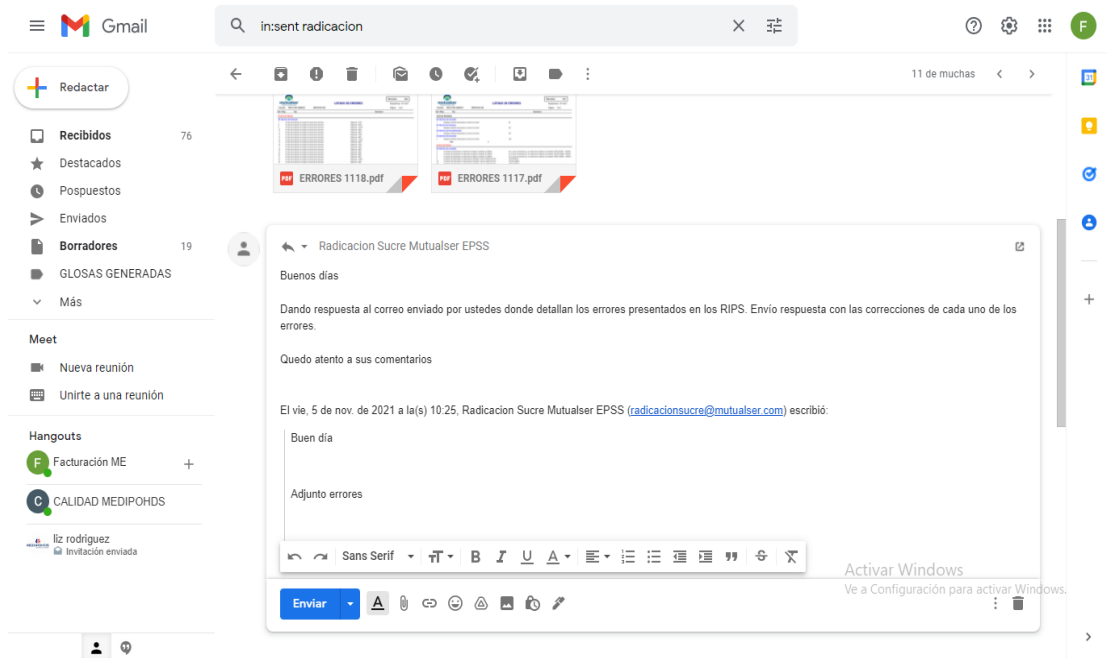 Gmail
in:sent radicacion
F
Redactar
11 de muchas
31
Recibidos 76
Destacados
Pospuestos
Enviados
Borradores 19
GLOSAS GENERADAS
Más
Meet
Nueva reunión
Unirte a una reunión
Hangouts
F Facturación ME
C CALIDAD MEDIPOHDS
liz rodriguez
Invitación enviada
PDF ERRORES 1118.pdf
PDF ERRORES 1117.pdf
Radicacion Sucre Mutualser EPSS
Buenos días
Dando respuesta al correo enviado por ustedes donde detallan los errores presentados en los RIPS. Envío respuesta con las correcciones de cada uno de los
errores.
Quedo atento a sus comentarios
El vie, 5 de nov. de 2021 a la(s) 10:25, Radicacion Sucre Mutualser EPSS (radicacionsucre@mutualser.com) escribió:
Buen día
Adjunto errores
Sans Serif
Enviar
Activar Windows
Ve a Configuración para activar Windows.